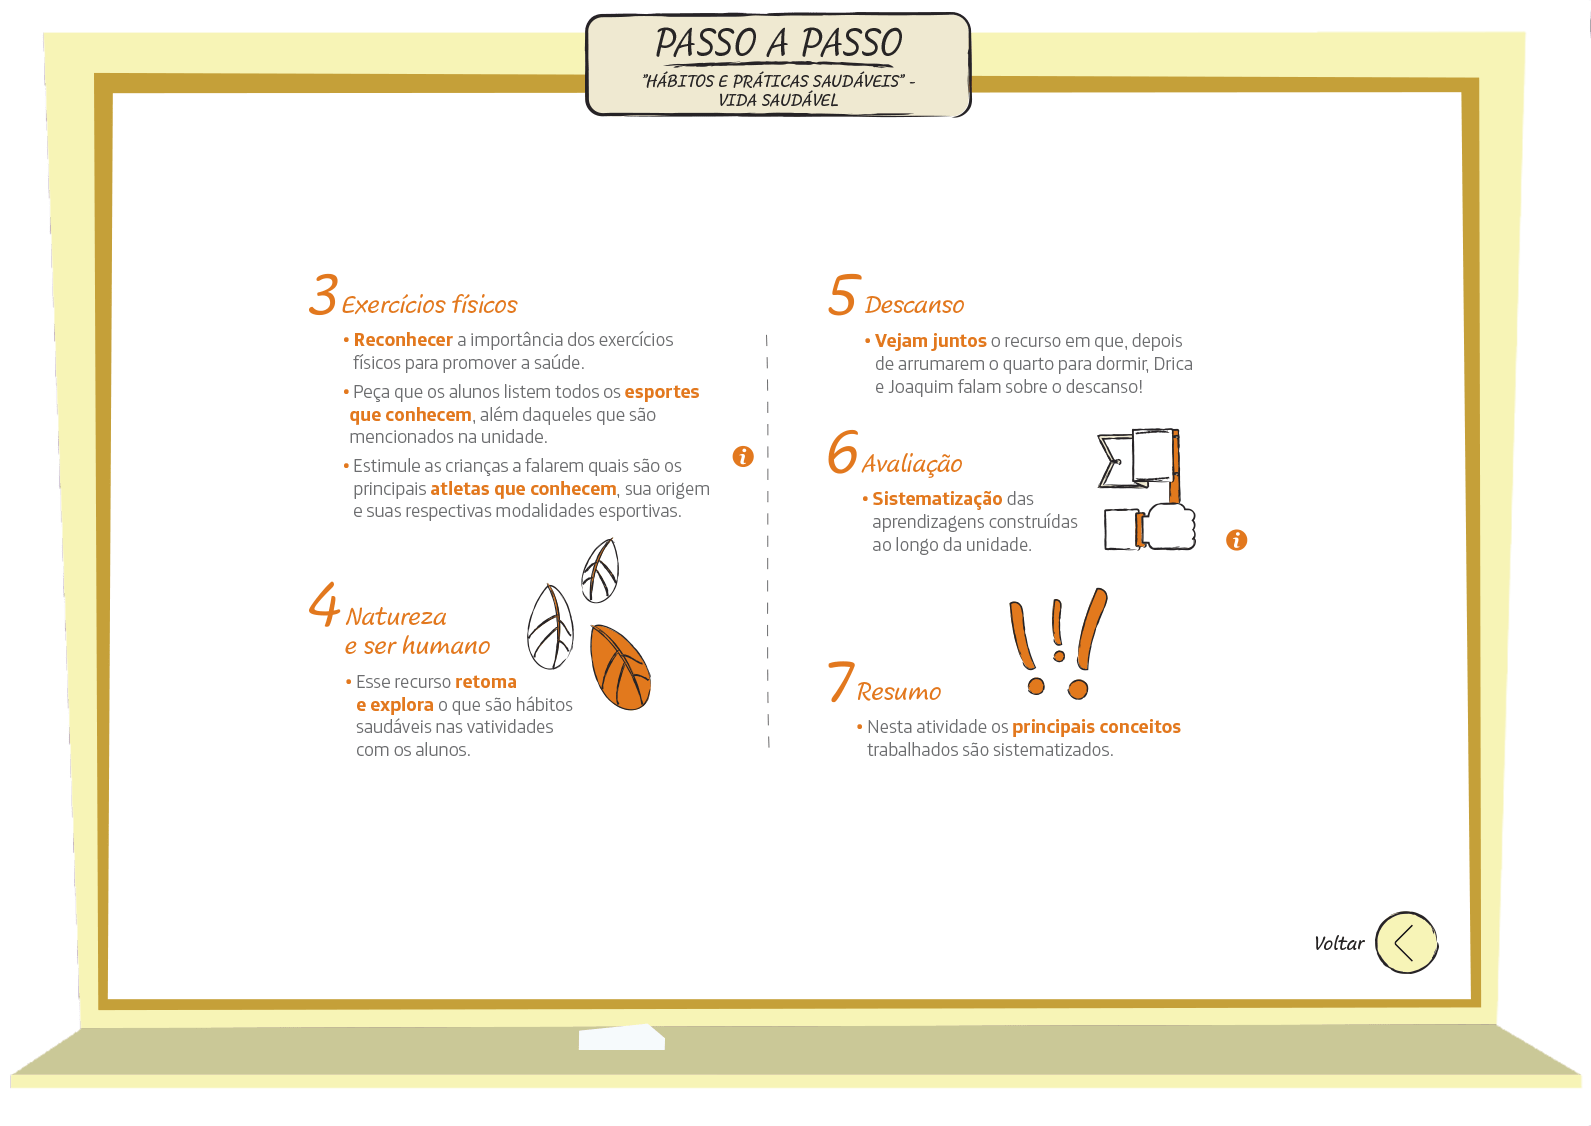 PASSO A PASSO
"HÁBITOS E PRÁTICAS SAUDÁVEIS" -
VIDA SAUDÁVEL
3 Exercícios físicos
• Reconhecer a importância dos exercícios
físicos para promover a saúde.
• Peça que os alunos listem todos os esportes
que conhecem, além daqueles que são
mencionados na unidade.
• Estimule as crianças a falarem quais são os
principais atletas que conhecem, sua origem
e suas respectivas modalidades esportivas.
i
4 Natureza
e ser humano
• Esse recurso retoma
e explora o que são hábitos
saudáveis nas vatividades
com os alunos.
5 Descanso
• Vejam juntos o recurso em que, depois
de arrumarem o quarto para dormir, Drica
e Joaquim falam sobre o descanso!
6 Avaliação
• Sistematização das
aprendizagens construídas
ao longo da unidade.
i
7 Resumo
• Nesta atividade os principais conceitos
trabalhados são sistematizados.
Voltar